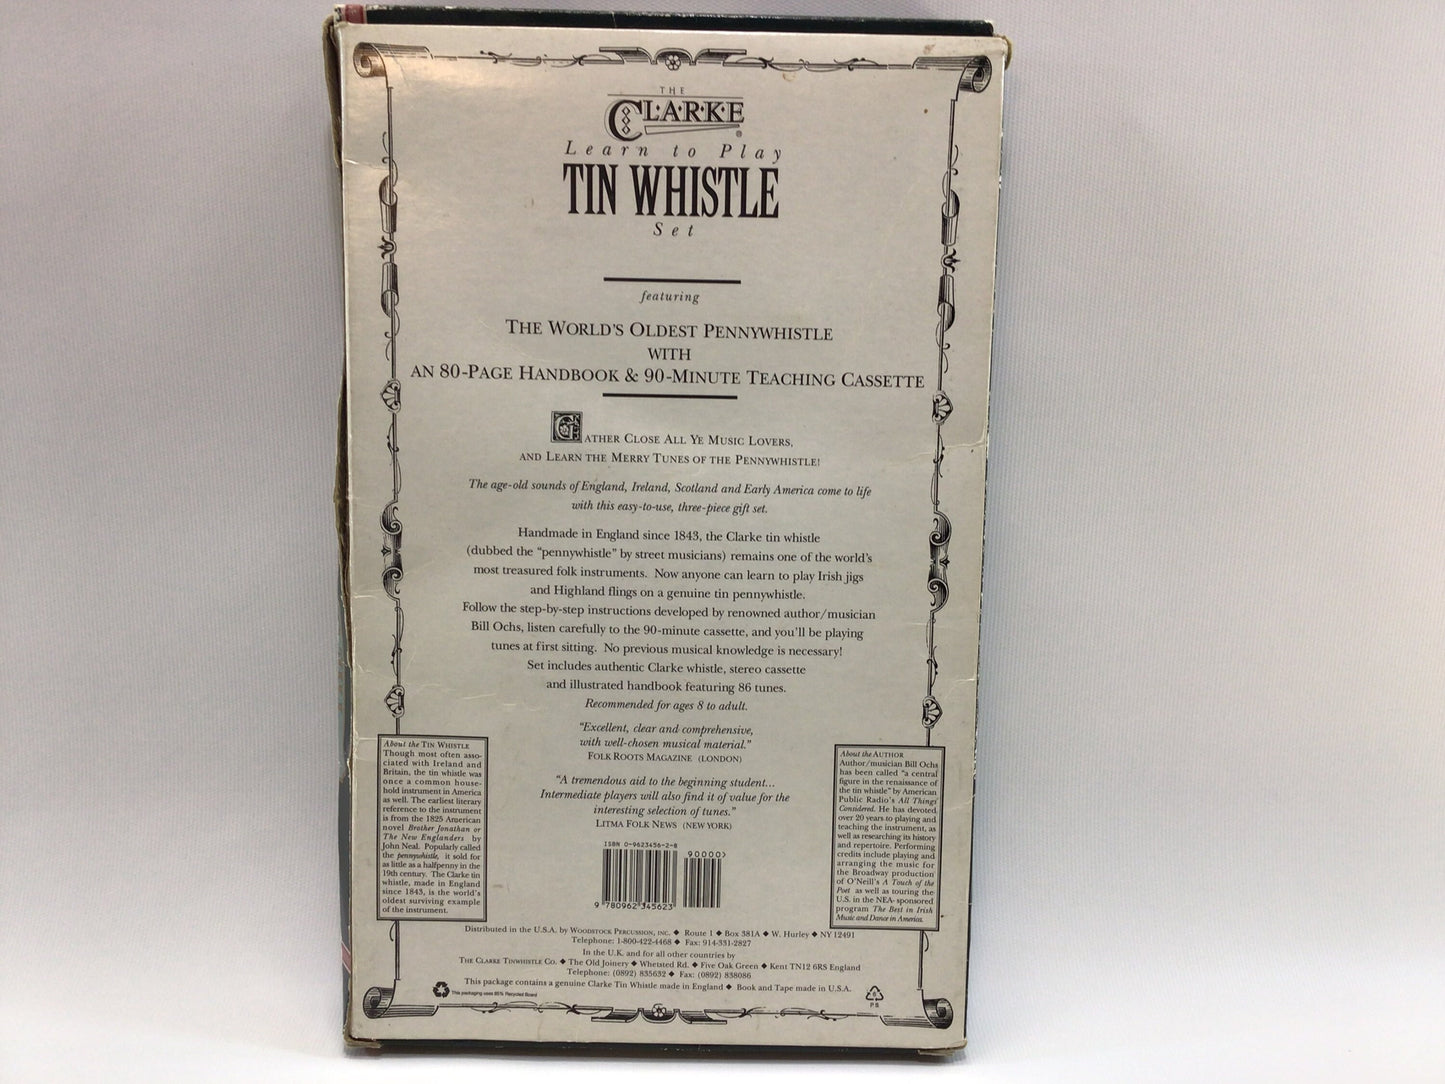 THE
CLARKE®
Learn to Play
TIN WHISTLE
Set
featuring
THE WORLD'S OLDEST PENNYWHISTLE
WITH
AN 80-PAGE HANDBOOK & 90-MINUTE TEACHING CASSETTE
GATHER CLOSE ALL YE MUSIC LOVERS,
AND LEARN THE MERRY TUNES OF THE PENNYWHISTLE!
The age-old sounds of England, Ireland, Scotland and Early America come to life
with this easy-to-use, three-piece gift set.
Handmade in England since 1843, the Clarke tin whistle
(dubbed the "pennywhistle" by street musicians) remains one of the world's
most treasured folk instruments. Now anyone can learn to play Irish jigs
and Highland flings on a genuine tin pennywhistle.
Follow the step-by-step instructions developed by renowned author/musician
Bill Ochs, listen carefully to the 90-minute cassette, and you'll be playing
tunes at first sitting. No previous musical knowledge is necessary!
Set includes authentic Clarke whistle, stereo cassette
and illustrated handbook featuring 86 tunes.
Recommended for ages 8 to adult.
"Excellent, clear and comprehensive,
with well-chosen musical material."
FOLK ROOTS MAGAZINE (LONDON)
"A tremendous aid to the beginning student...
Intermediate players will also find it of value for the
interesting selection of tunes."
LITMA FOLK NEWS (NEW YORK)
About the TIN WHISTLE
Though most often asso-
ciated with Ireland and
Britain, the tin whistle was
once a common house-
hold instrument in America
as well. The earliest literary
reference to the instrument
is from the 1825 American
novel Brother Jonathan or
The New Englanders by
John Neal. Popularly called
the pennywhistle, it sold for
as little as a halfpenny in the
19th century. The Clarke tin
whistle, made in England
since 1843, is the world's
oldest surviving example
of the instrument.
About the AUTHOR
Author/musician Bill Ochs
has been called "a central
figure in the renaissance of
the tin whistle" by American
Public Radio's All Things
Considered. He has devoted
over 20 years to playing and
teaching the instrument, as
well as researching its history
and repertoire. Performing
credits include playing and
arranging the music for
the Broadway production
of O'Neill's A Touch of the
Poet as well as touring the
U.S. in the NEA- sponsored
program The Best in Irish
Music and Dance in America.
ISBN 0-9623456-2-8
90000>
9 780962 345623
Distributed in the U.S.A. by WOODSTOCK PERCUSSION, INC. ◆ Route 1 ◆ Box 381A ◆ W. Hurley ◆ NY 12491
Telephone: 1-800-422-4468 ◆ Fax: 914-331-2827
In the U.K. and for all other countries by
THE CLARKE TINWHISTLE CO. ◆ The Old Joinery ◆ Whetsted Rd. ◆ Five Oak Green ◆ Kent TN12 6RS England
Telephone: (0892) 835632 ◆ Fax: (0892) 838086
This package contains a genuine Clarke Tin Whistle made in England ◆ Book and Tape made in U.S.A.
This packaging uses 85% Recycled Board
6
PS